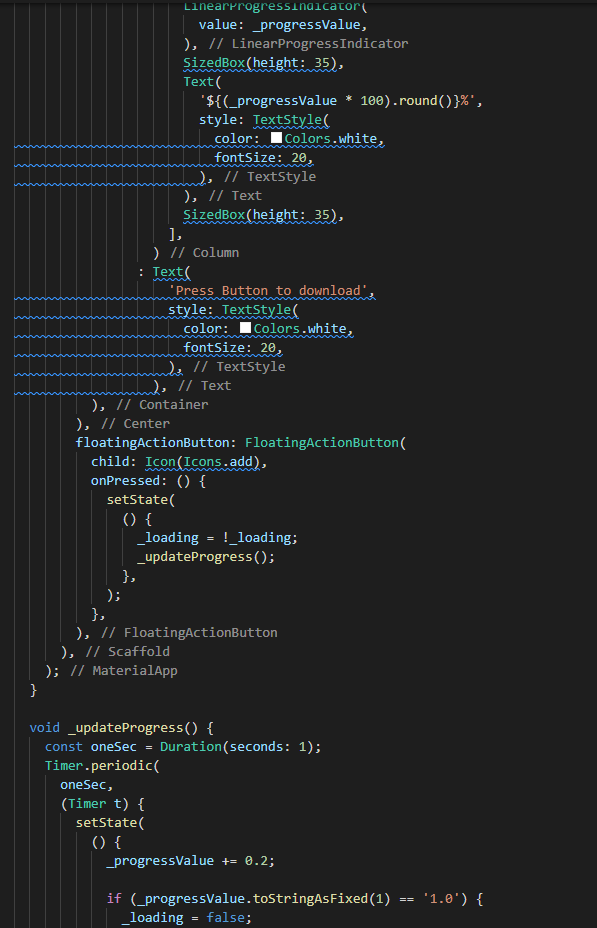 LinearProgressIndicator(
value: _progressValue,
), // LinearProgressIndicator
SizedBox(height: 35),
Text(
'${(_progressValue * 100).round()}%',
style: TextStyle(
color: Colors.white,
fontSize: 20,
), // TextStyle
), // Text
SizedBox(height: 35),
],
) // Column
: Text(
'Press Button to download',
style: TextStyle(
color: Colors.white,
fontSize: 20,
), // TextStyle
), // Text
), // Container
), // Center
floatingActionButton: FloatingActionButton(
child: Icon(Icons.add),
onPressed: () {
setState(
() {
_loading = !_loading;
_updateProgress();
},
);
},
), // FloatingActionButton
), // Scaffold
); // MaterialApp
}
void _updateProgress() {
const oneSec = Duration(seconds: 1);
Timer.periodic(
oneSec,
(Timer t) {
setState(
() {
_progressValue += 0.2;
if (_progressValue.toStringAsFixed(1) == '1.0') {
_loading = false;